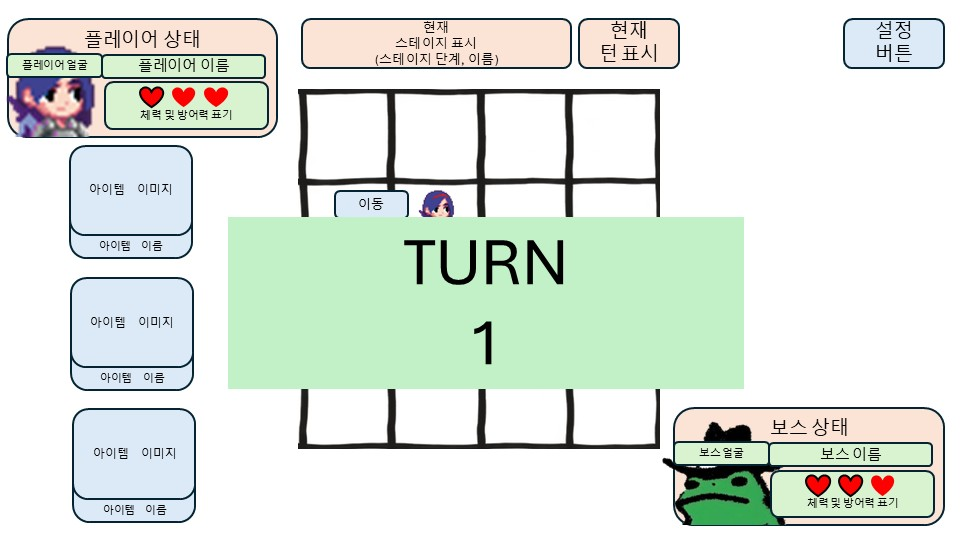 플레이어 상태
플레이어 얼굴
플레이어 이름
체력 및 방어력 표기
현재
스테이지 표시
(스테이지 단계, 이름)
현재
턴 표시
설정
버튼
아이템 이미지
아이템 이름
아이템 이미지
아이템 이름
아이템 이미지
아이템 이름
이동
TURN
1
보스 상태
보스 얼굴
보스 이름
체력 및 방어력 표기